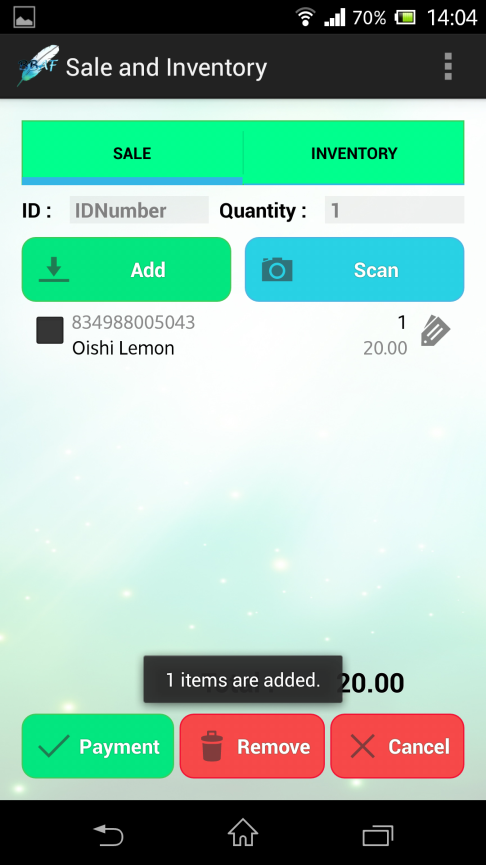 70% 14:04
Sale and Inventory
SALE INVENTORY
ID : IDNumber Quantity : 1
Add Scan
834988005043 1
Oishi Lemon 20.00
1 items are added. 20.00
Payment Remove Cancel